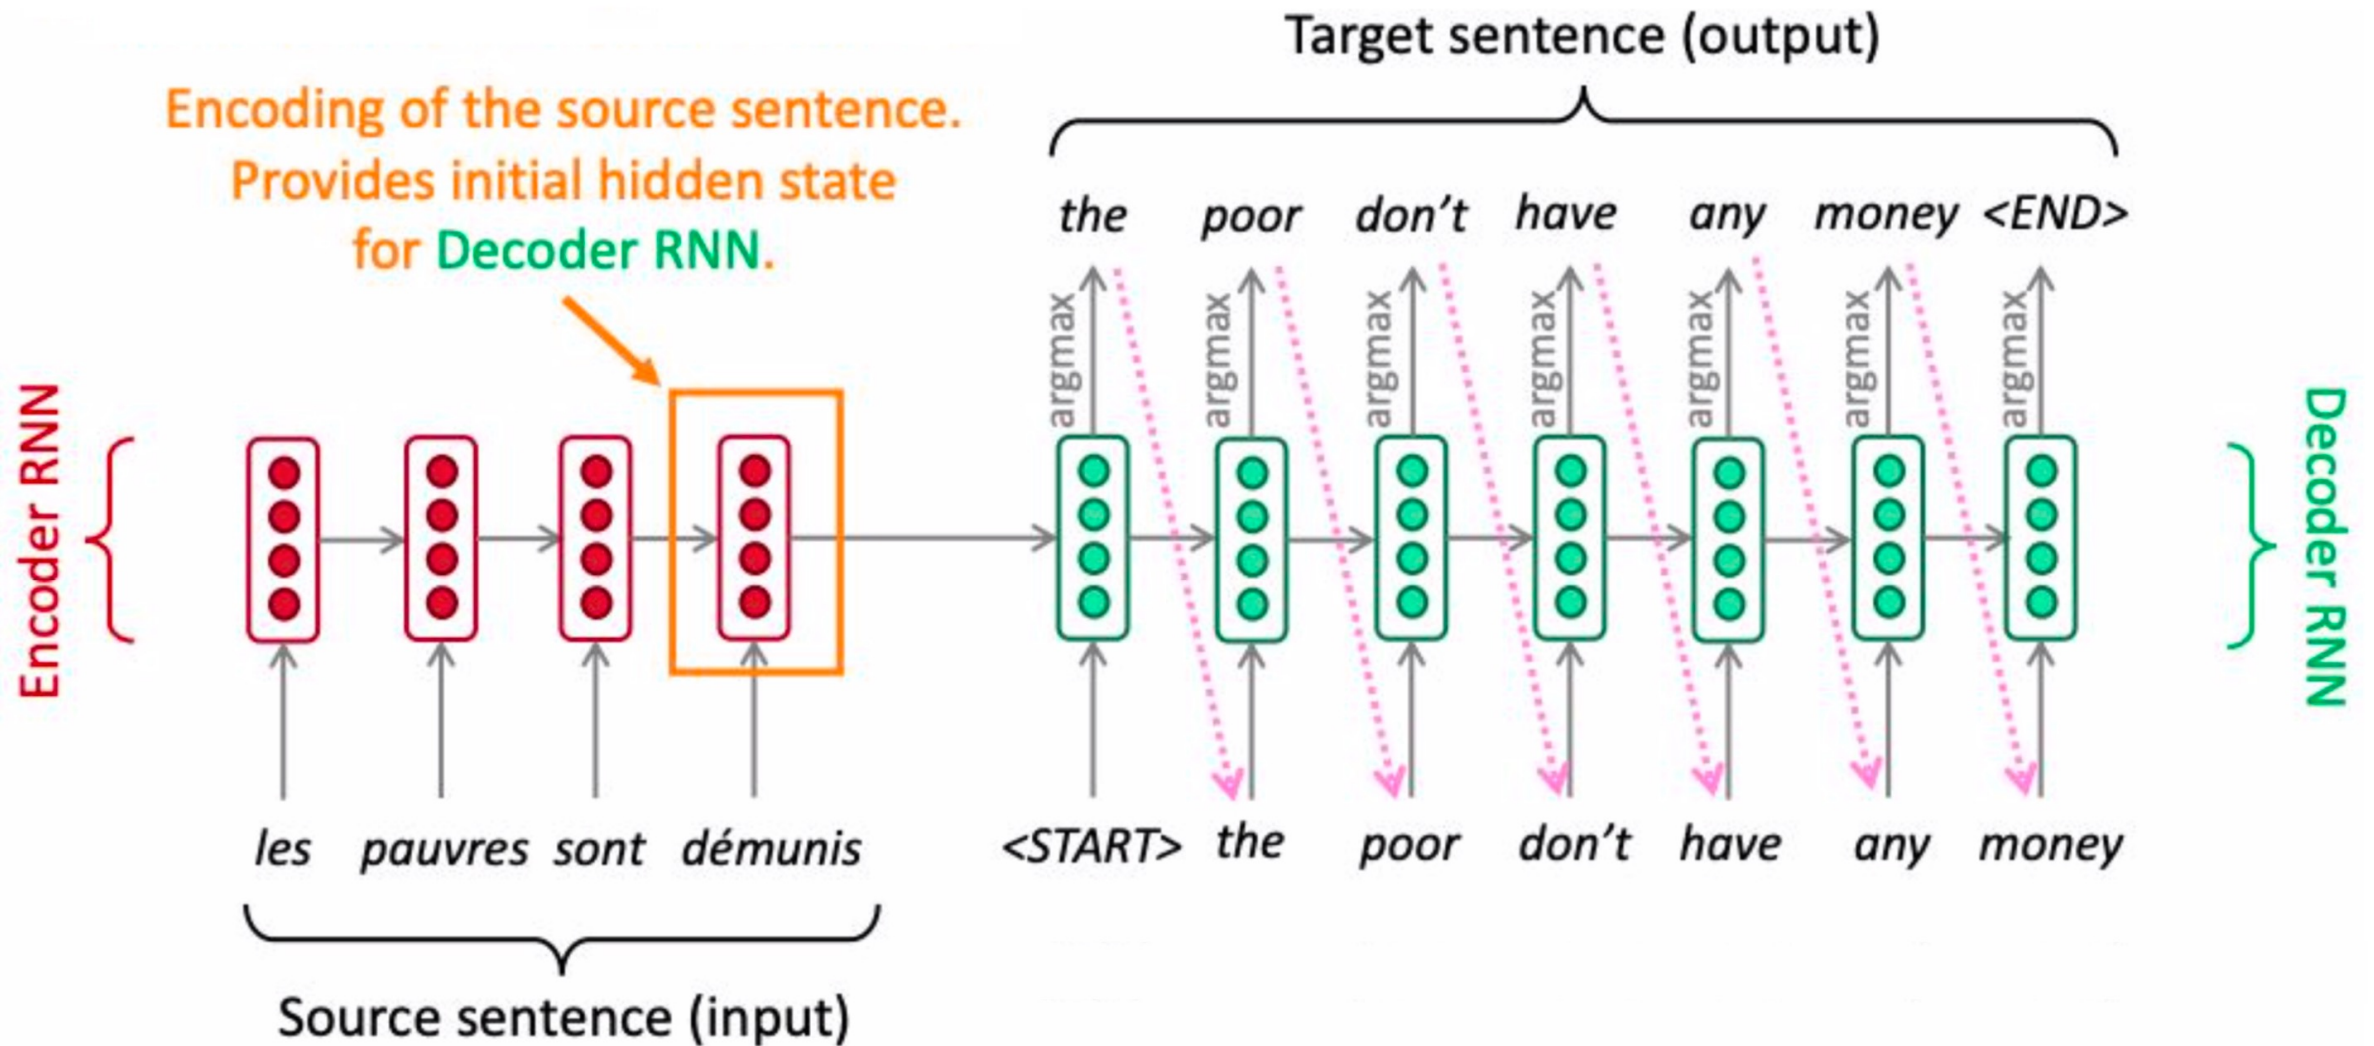 Target sentence (output)
Encoding of the source sentence.
Provides initial hidden state
for Decoder RNN.
the poor don't have any money <END>
argmax argmax argmax argmax argmax argmax argmax
Encoder RNN
Decoder RNN
les pauvres sont démunis
<START> the poor don't have any money
Source sentence (input)